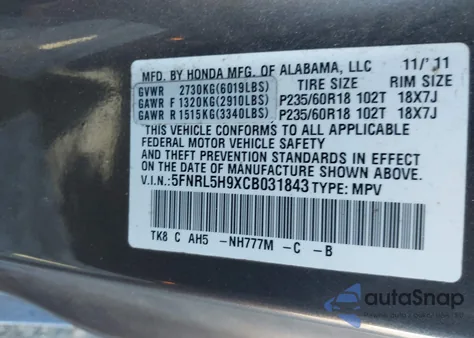 MFD. BY HONDA MFG. OF ALABAMA, LLC 11/'11
TIRE SIZE RIM SIZE
GVWR 2730KG(6019LBS)
GAWR F 1320KG(2910LBS) P235/60R18 102T 18X7J
GAWR R 1515KG(3340LBS) P235/60R18 102T 18X7J
THIS VEHICLE CONFORMS TO ALL APPLICABLE
FEDERAL MOTOR VEHICLE SAFETY
AND THEFT PREVENTION STANDARDS IN EFFECT
ON THE DATE OF MANUFACTURE SHOWN ABOVE.
V.I.N.:5FNRL5H9XCB031843 TYPE: MPV
TK8 C AH5 -NH777M -C -B
autoSnap